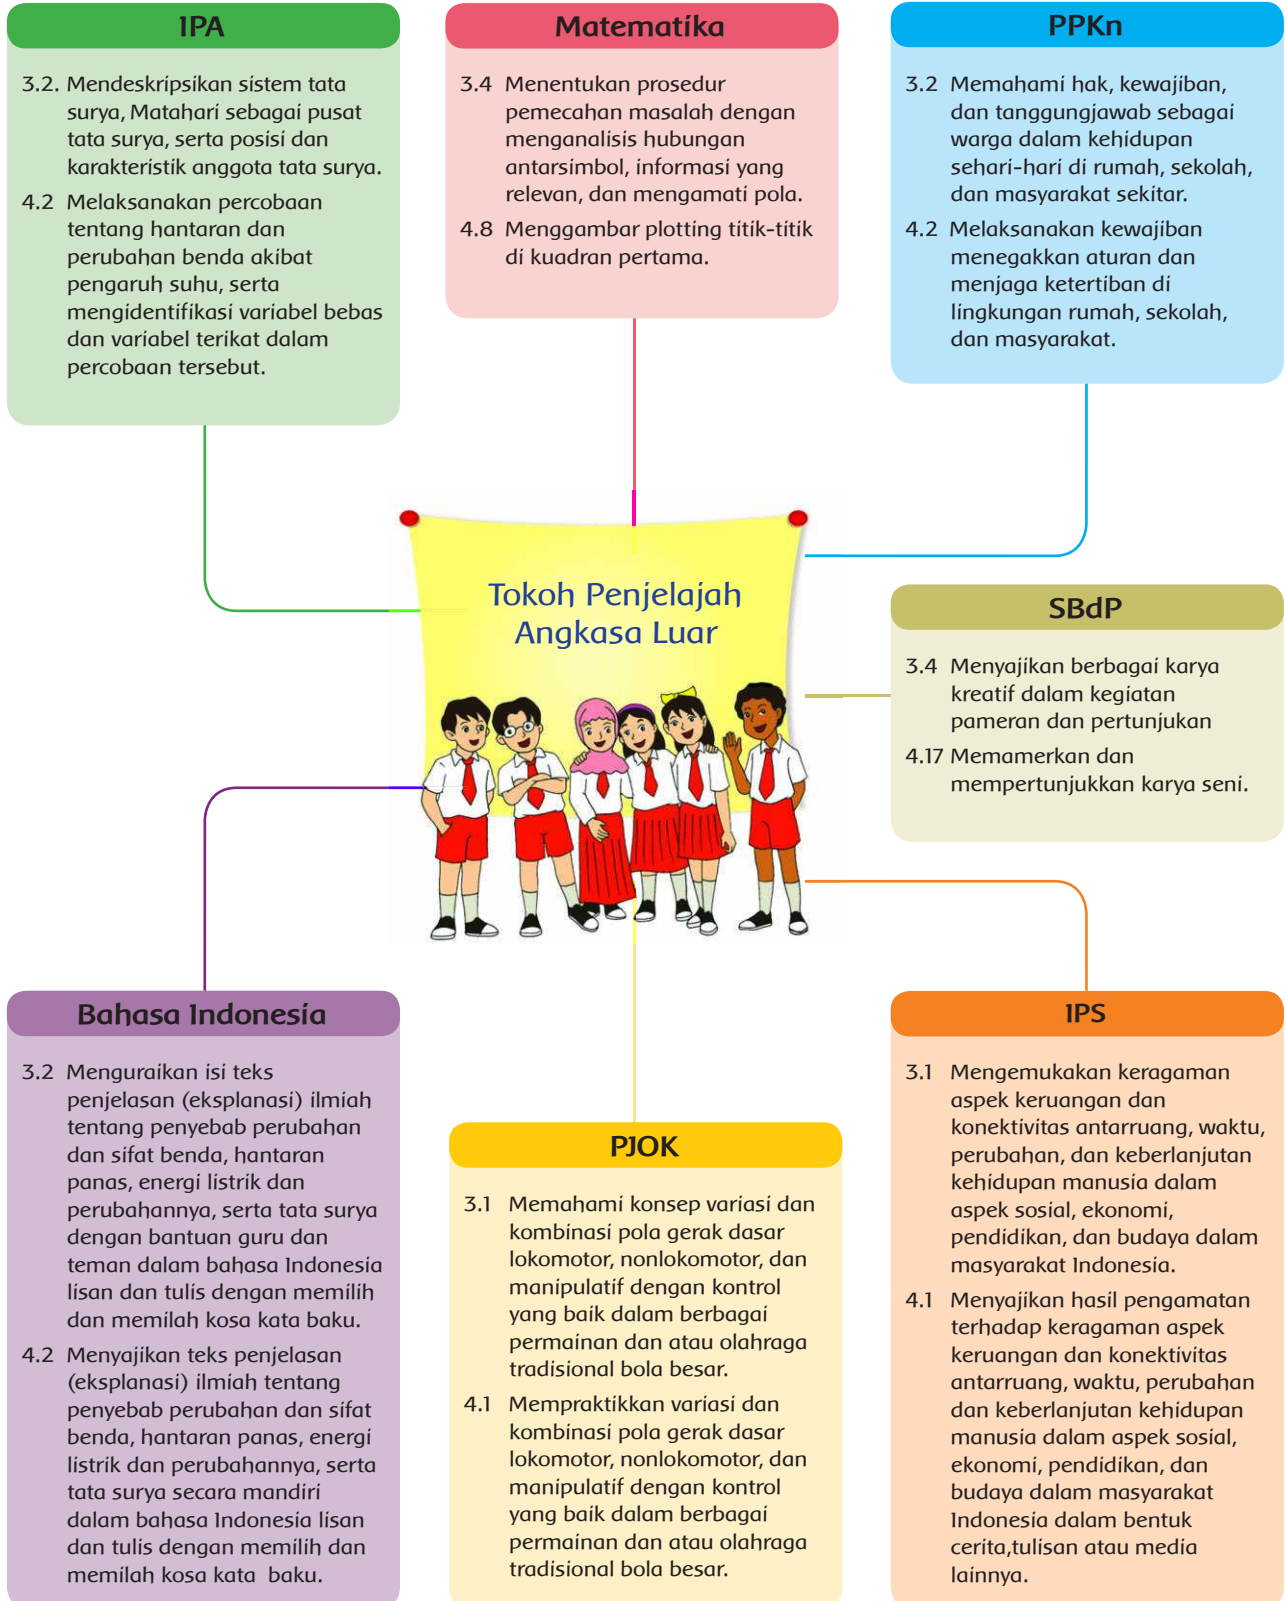 IPA
3.2. Mendeskripsikan sistem tata
surya, Matahari sebagai pusat
tata surya, serta posisi dan
karakteristik anggota tata surya.
4.2 Melaksanakan percobaan
tentang hantaran dan
perubahan benda akibat
pengaruh suhu, serta
mengidentifikasi variabel bebas
dan variabel terikat dalam
percobaan tersebut.
Matematika
3.4 Menentukan prosedur
pemecahan masalah dengan
menganalisis hubungan
antarsimbol, informasi yang
relevan, dan mengamati pola.
4.8 Menggambar plotting titik-titik
di kuadran pertama.
PPKn
3.2 Memahami hak, kewajiban,
dan tanggungjawab sebagai
warga dalam kehidupan
sehari-hari di rumah, sekolah,
dan masyarakat sekitar.
4.2 Melaksanakan kewajiban
menegakkan aturan dan
menjaga ketertiban di
lingkungan rumah, sekolah,
dan masyarakat.
Tokoh Penjelajah
Angkasa Luar
SBdP
3.4 Menyajikan berbagai karya
kreatif dalam kegiatan
pameran dan pertunjukan
4.17 Memamerkan dan
mempertunjukkan karya seni.
Bahasa Indonesia
3.2 Menguraikan isi teks
penjelasan (eksplanasi) ilmiah
tentang penyebab perubahan
dan sifat benda, hantaran
panas, energi listrik dan
perubahannya, serta tata surya
dengan bantuan guru dan
teman dalam bahasa Indonesia
lisan dan tulis dengan memilih
dan memilah kosa kata baku.
4.2 Menyajikan teks penjelasan
(eksplanasi) ilmiah tentang
penyebab perubahan dan sifat
benda, hantaran panas, energi
listrik dan perubahannya, serta
tata surya secara mandiri
dalam bahasa Indonesia lisan
dan tulis dengan memilih dan
memilah kosa kata baku.
PJOK
3.1 Memahami konsep variasi dan
kombinasi pola gerak dasar
lokomotor, nonlokomotor, dan
manipulatif dengan kontrol
yang baik dalam berbagai
permainan dan atau olahraga
tradisional bola besar.
4.1 Mempraktikkan variasi dan
kombinasi pola gerak dasar
lokomotor, nonlokomotor, dan
manipulatif dengan kontrol
yang baik dalam berbagai
permainan dan atau olahraga
tradisional bola besar.
IPS
3.1 Mengemukakan keragaman
aspek keruangan dan
konektivitas antarruang, waktu,
perubahan, dan keberlanjutan
kehidupan manusia dalam
aspek sosial, ekonomi,
pendidikan, dan budaya dalam
masyarakat Indonesia.
4.1 Menyajikan hasil pengamatan
terhadap keragaman aspek
keruangan dan konektivitas
antarruang, waktu, perubahan
dan keberlanjutan kehidupan
manusia dalam aspek sosial,
ekonomi, pendidikan, dan
budaya dalam masyarakat
Indonesia dalam bentuk
cerita,tulisan atau media
lainnya.